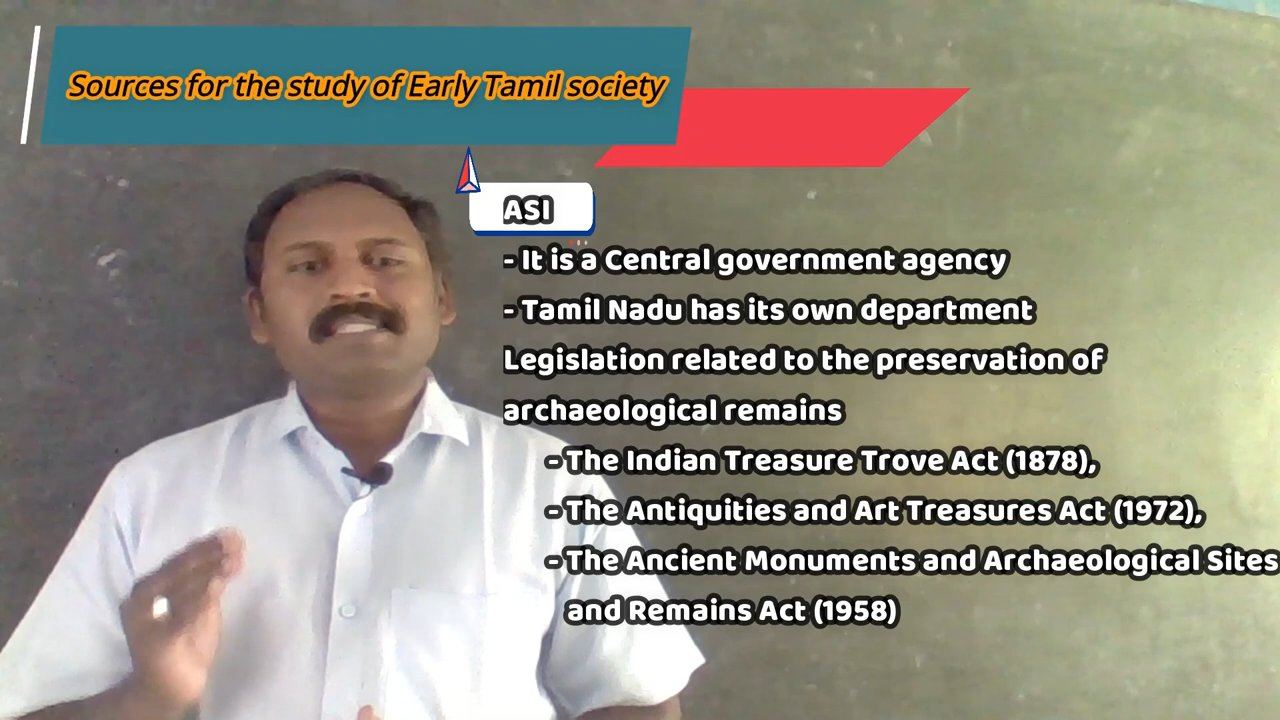 Sources for the study of Early Tamil society
ASI
- It is a Central government agency
- Tamil Nadu has its own department
Legislation related to the preservation of
archaeological remains
- The Indian Treasure Trove Act (1878),
- The Antiquities and Art Treasures Act (1972),
- The Ancient Monuments and Archaeological Sites
and Remains Act (1958)